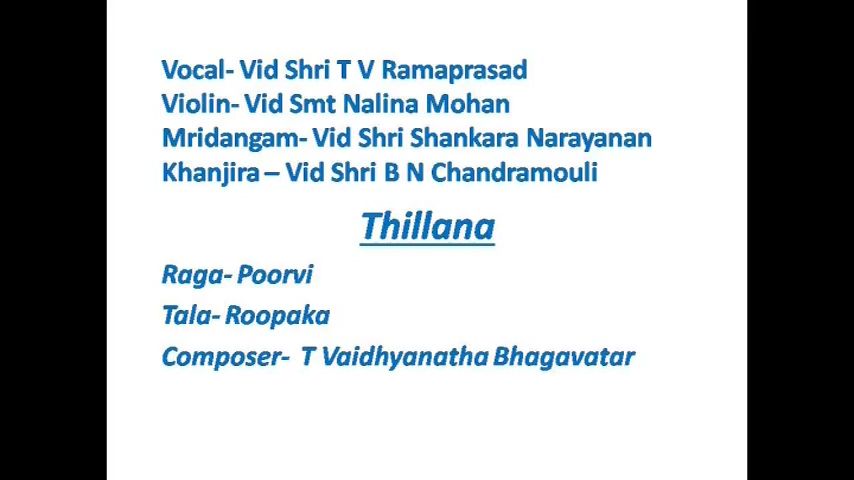 Vocal- Vid Shri T V Ramaprasad
Violin- Vid Smt Nalina Mohan
Mridangam- Vid Shri Shankara Narayanan
Khanjira – Vid Shri B N Chandramouli
Thillana
Raga- Poorvi
Tala- Roopaka
Composer- T Vaidhyanatha Bhagavatar